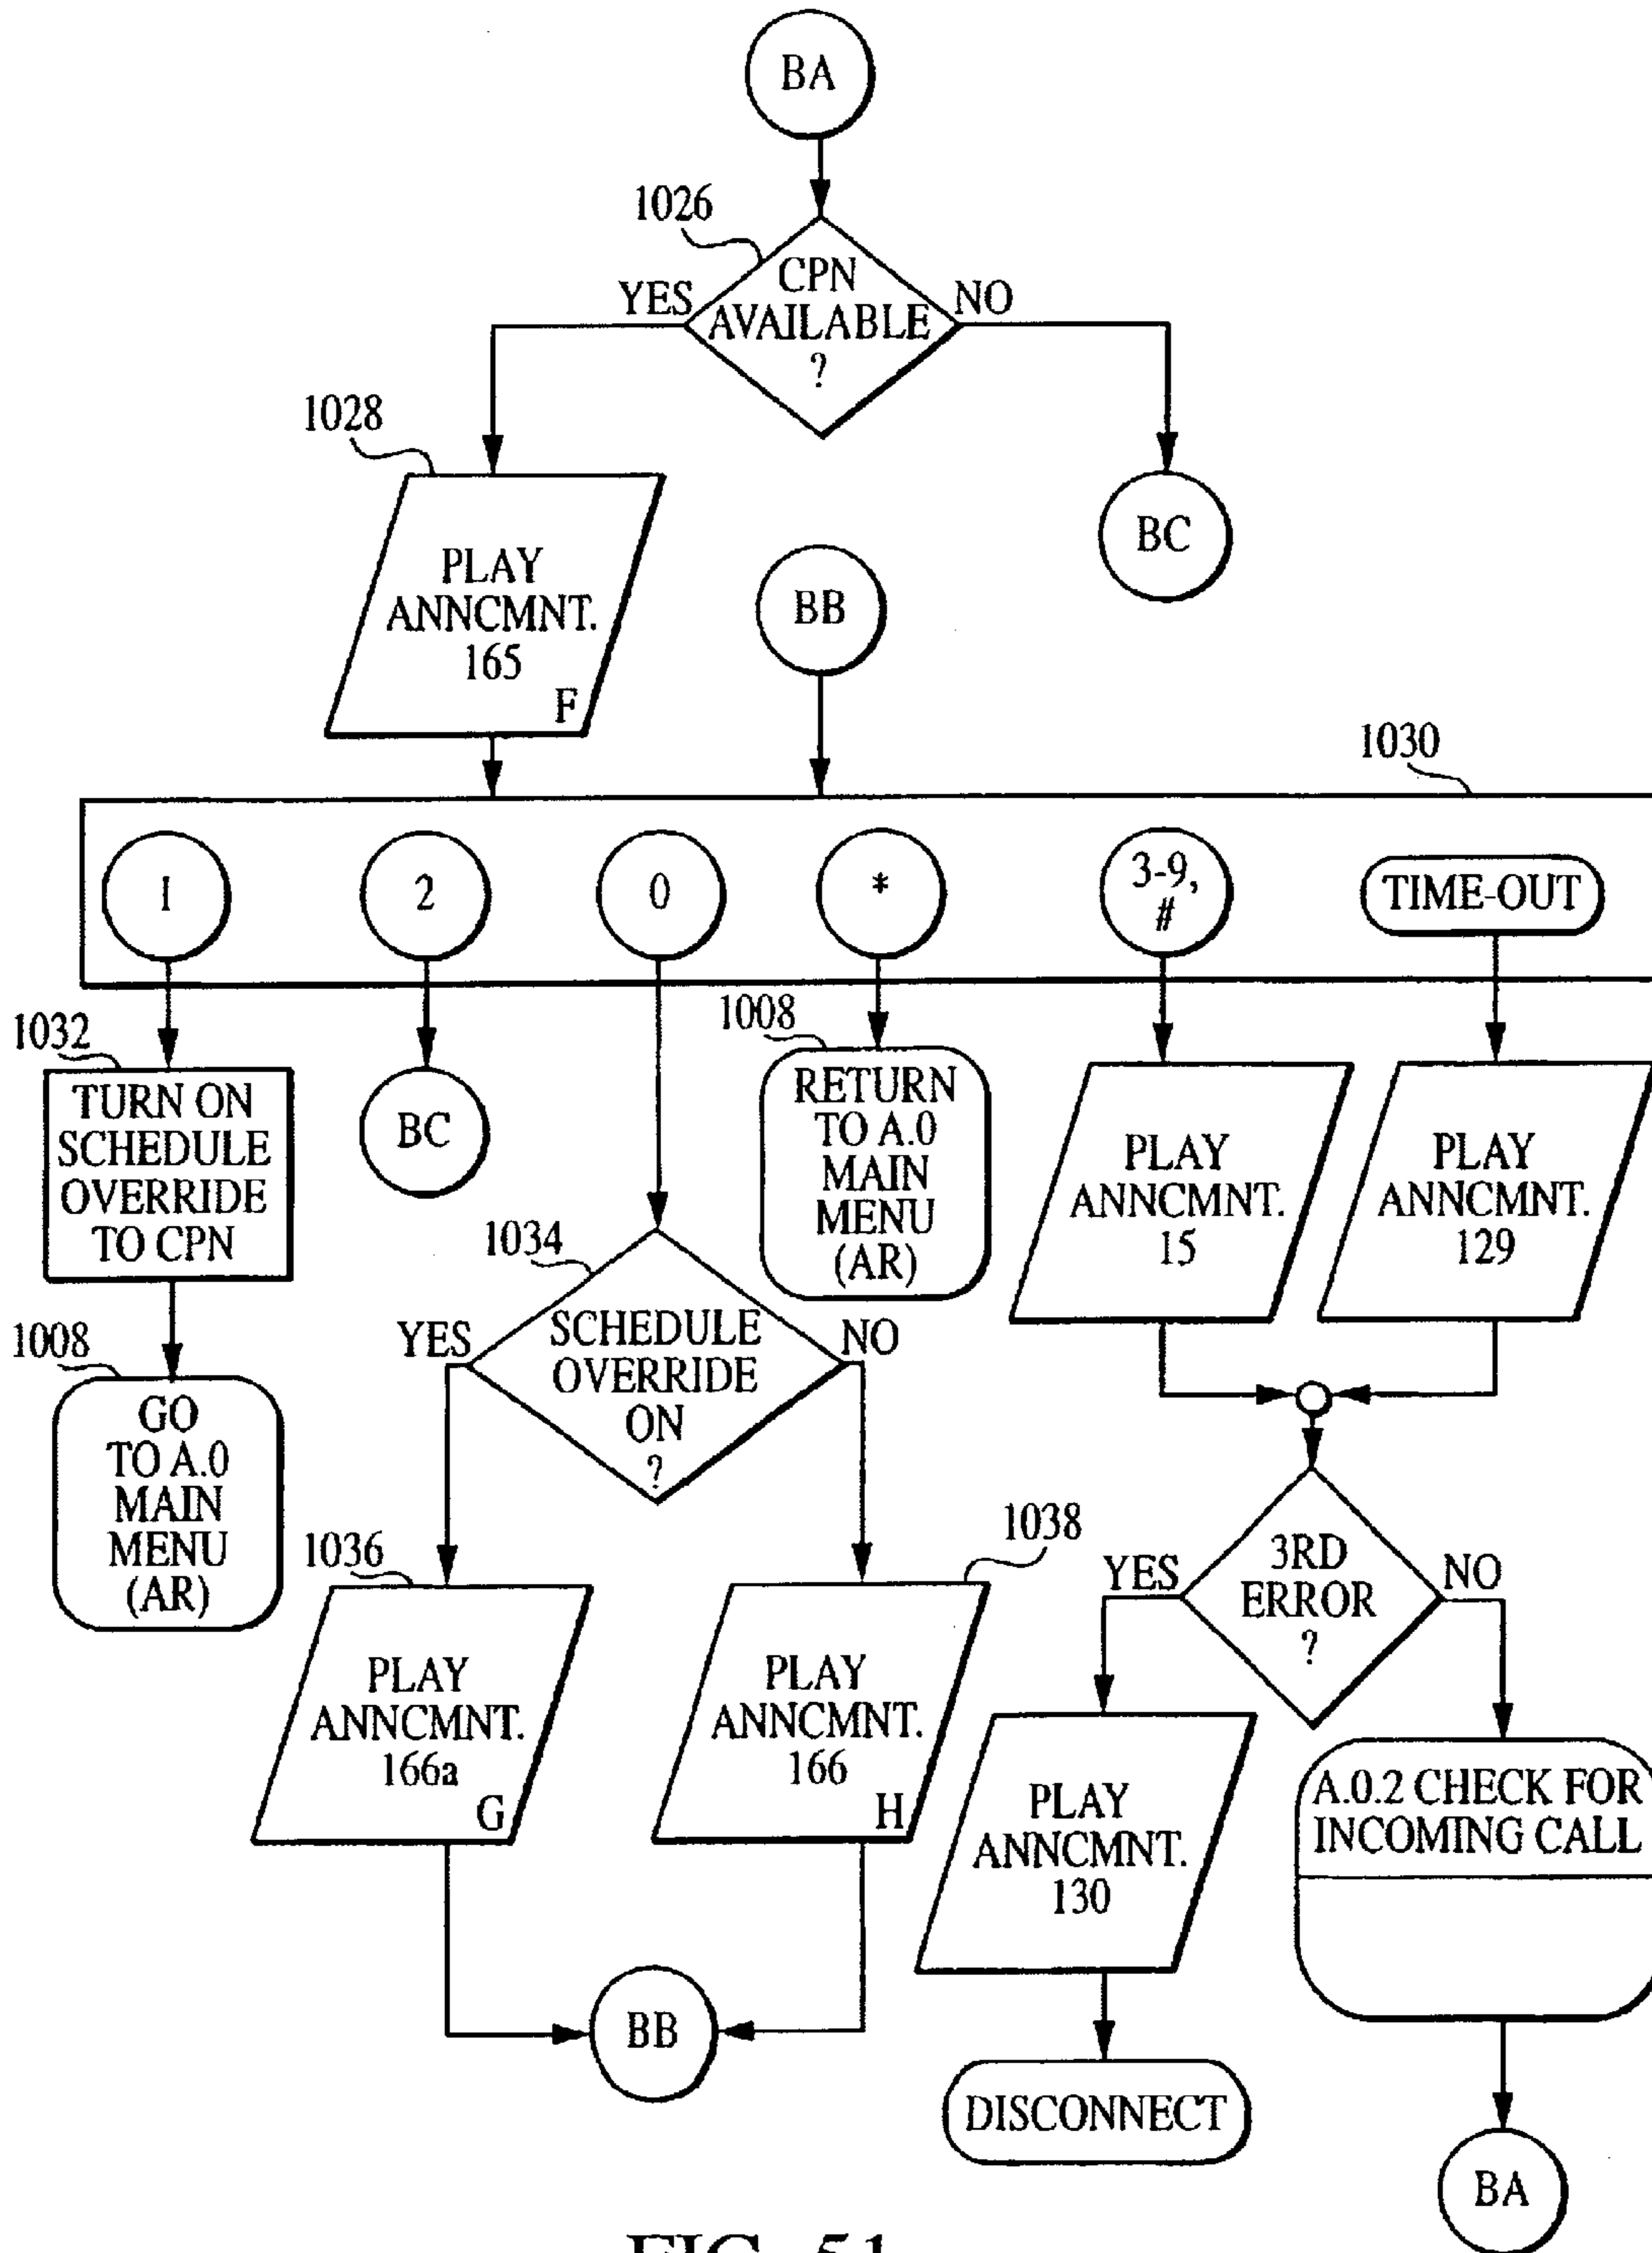 BA
1026
CPN
AVAILABLE
?
YES
NO
1028
PLAY
ANNCMNT.
165
F
BC
BB
1030
1
2
0
*
3-9,
#
TIME-OUT
1032
TURN ON
SCHEDULE
OVERRIDE
TO CPN
BC
1008
RETURN
TO A.0
MAIN
MENU
(AR)
PLAY
ANNCMNT.
15
PLAY
ANNCMNT.
129
1034
SCHEDULE
OVERRIDE
ON
?
YES
NO
1008
GO
TO A.0
MAIN
MENU
(AR)
1036
PLAY
ANNCMNT.
166a
G
1038
PLAY
ANNCMNT.
166
H
3RD
ERROR
?
YES
NO
PLAY
ANNCMNT.
130
A.0.2 CHECK FOR
INCOMING CALL
BB
DISCONNECT
BA
FIG. 51